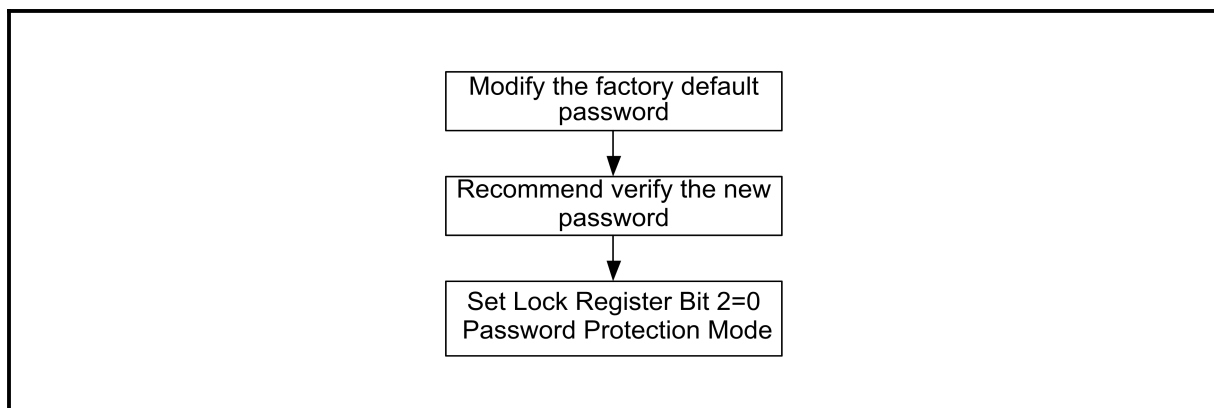 Modify the factory default
password
Recommend verify the new
password
Set Lock Register Bit 2=0
Password Protection Mode